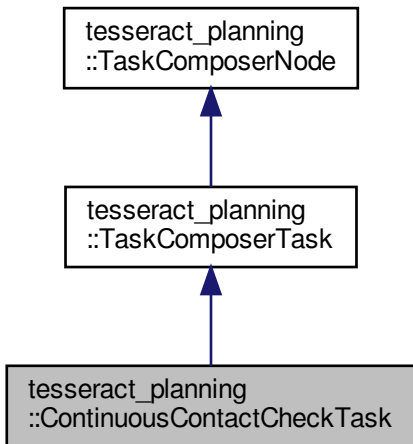 tesseract_planning
::TaskComposerNode
tesseract_planning
::TaskComposerTask
tesseract_planning
::ContinuousContactCheckTask